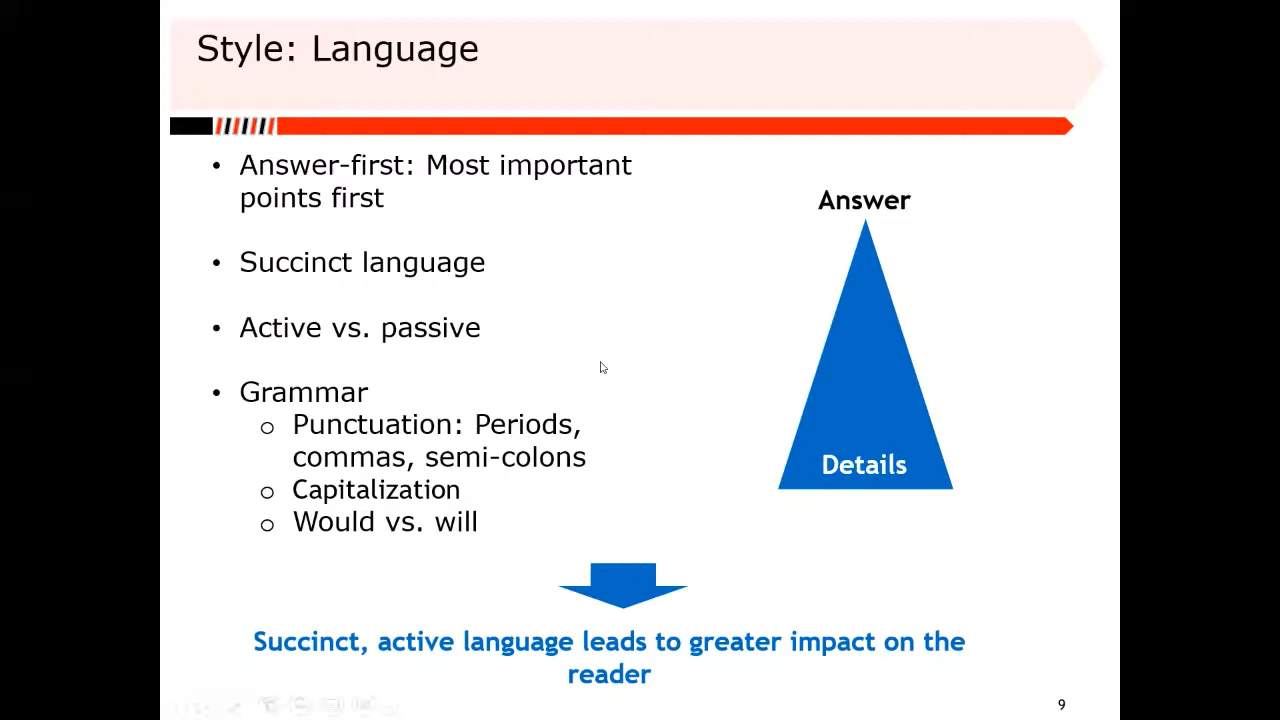 Style: Language
• Answer-first: Most important
points first
• Succinct language
• Active vs. passive
• Grammar
o Punctuation: Periods,
commas, semi-colons
o Capitalization
o Would vs. will
Answer
Details
Succinct, active language leads to greater impact on the
reader
9